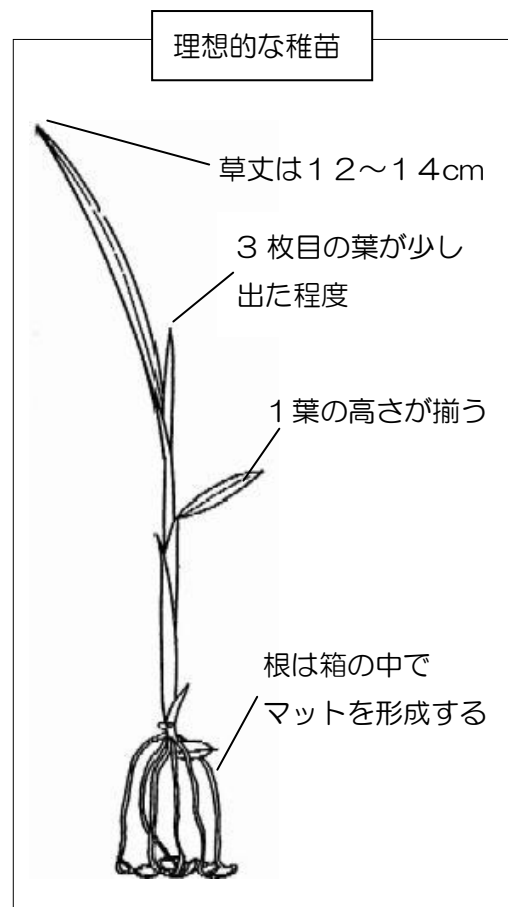 理想的な稚苗
草丈は１２～１４cm
３枚目の葉が少し
出た程度
１葉の高さが揃う
根は箱の中で
マットを形成する